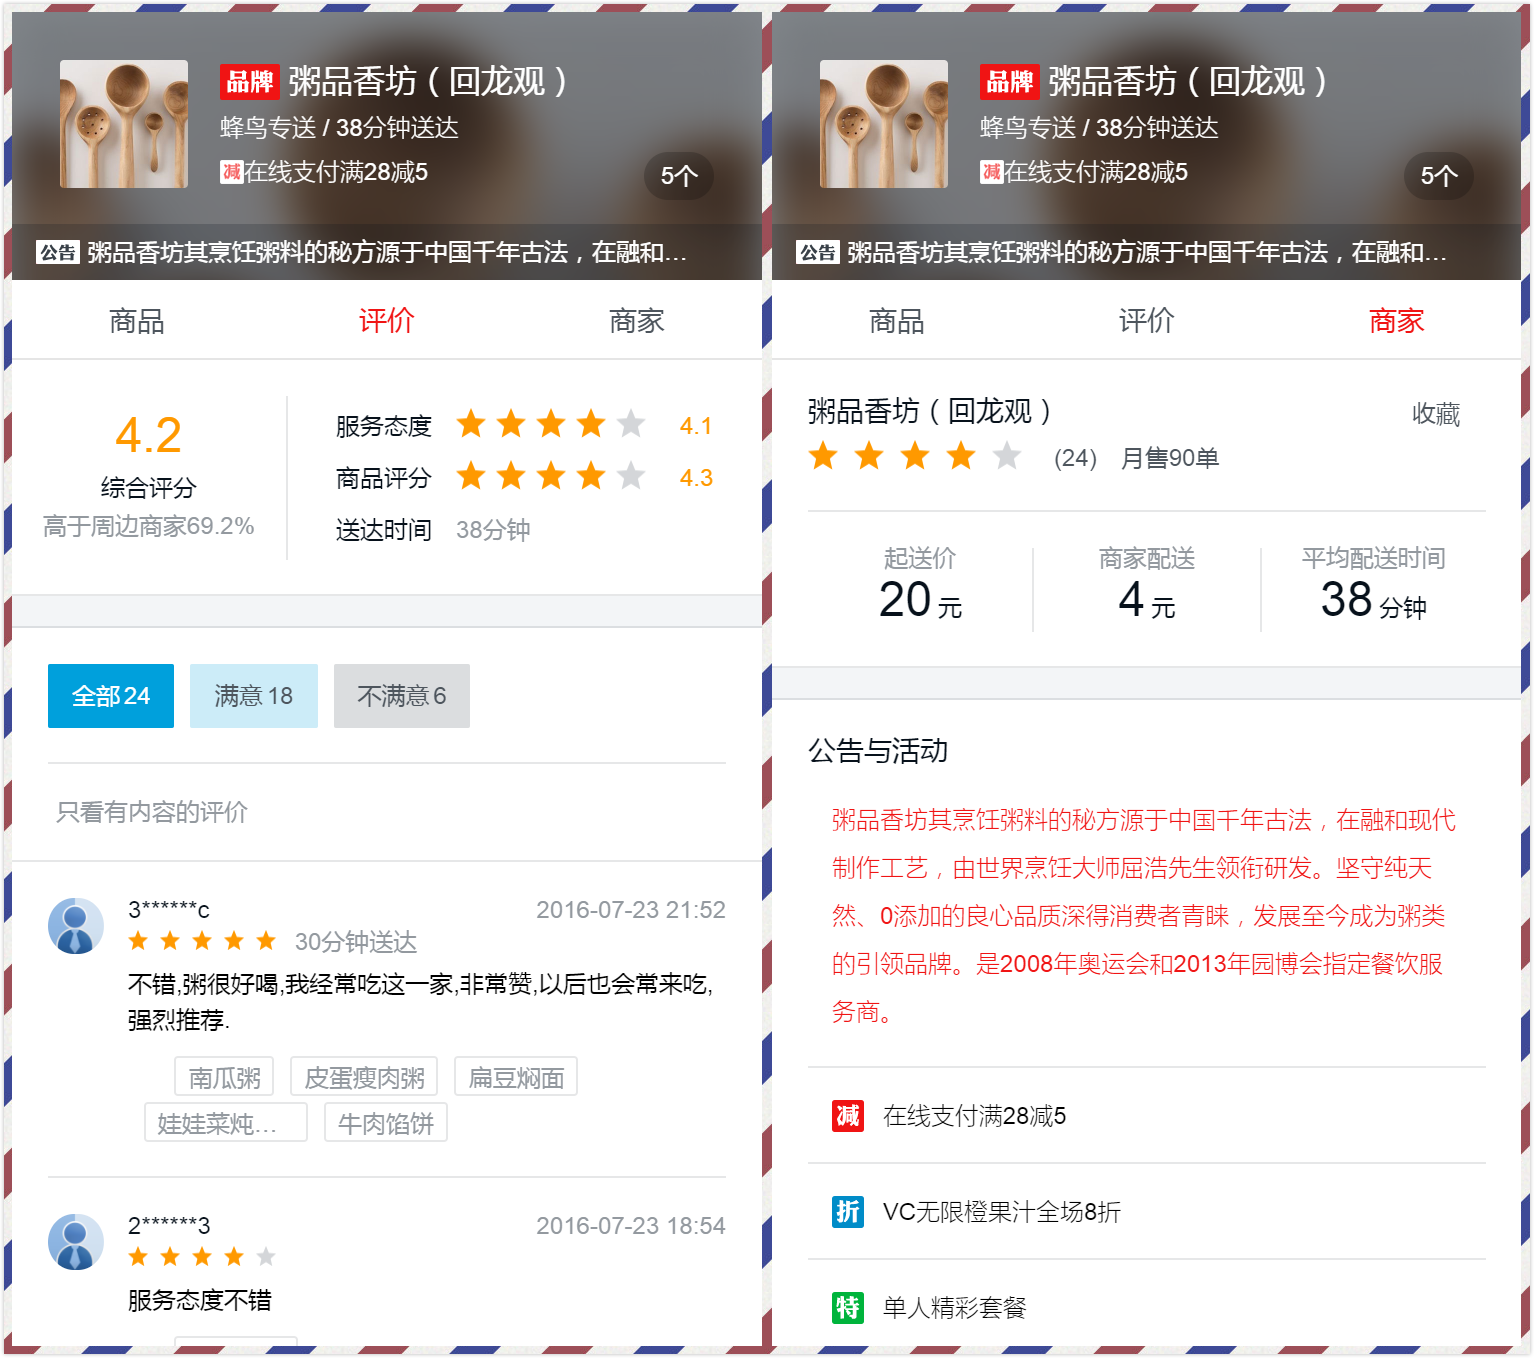 品牌 粥品香坊（回龙观）
蜂鸟专送 / 38分钟送达
减 在线支付满28减5
5个
公告 粥品香坊其烹饪粥料的秘方源于中国千年古法，在融和...
商品 评价 商家
4.2
综合评分
高于周边商家69.2%
服务态度 4.1
商品评分 4.3
送达时间 38分钟
全部 24 满意 18 不满意 6
只看有内容的评价
3******c 2016-07-23 21:52
30分钟送达
不错,粥很好喝,我经常吃这一家,非常赞,以后也会常来吃,
强烈推荐.
南瓜粥 皮蛋瘦肉粥 扁豆焖面
娃娃菜炖... 牛肉馅饼
2******3 2016-07-23 18:54
服务态度不错
品牌 粥品香坊（回龙观）
蜂鸟专送 / 38分钟送达
减 在线支付满28减5
5个
公告 粥品香坊其烹饪粥料的秘方源于中国千年古法，在融和...
商品 评价 商家
粥品香坊（回龙观）
收藏
(24) 月售90单
起送价 商家配送 平均配送时间
20 元 4 元 38 分钟
公告与活动
粥品香坊其烹饪粥料的秘方源于中国千年古法，在融和现代
制作工艺，由世界烹饪大师屈浩先生领衔研发。坚守纯天
然、0添加的良心品质深得消费者青睐，发展至今成为粥类
的引领品牌。是2008年奥运会和2013年园博会指定餐饮服
务商。
减 在线支付满28减5
折 VC无限橙果汁全场8折
特 单人精彩套餐